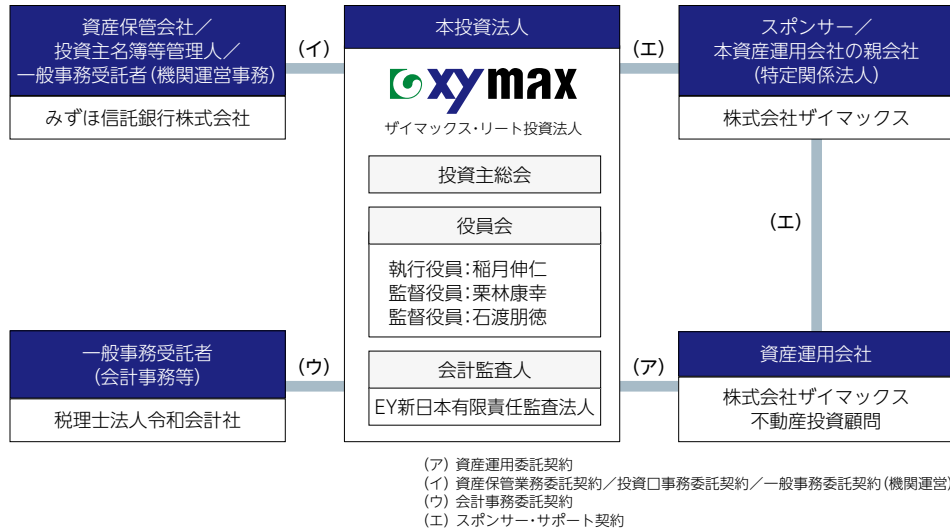 資産保管会社／
投資主名簿等管理人／
一般事務受託者(機関運営事務)
みずほ信託銀行株式会社
(イ)
本投資法人
xymax
ザイマックス・リート投資法人
投資主総会
役員会
執行役員：稲月伸仁
監督役員：栗林康幸
監督役員：石渡朋徳
会計監査人
EY新日本有限責任監査法人
(エ)
スポンサー／
本資産運用会社の親会社
(特定関係法人)
株式会社ザイマックス
(エ)
一般事務受託者
(会計事務等)
税理士法人令和会計社
(ウ)
(ア)
資産運用会社
株式会社ザイマックス
不動産投資顧問
(ア) 資産運用委託契約
(イ) 資産保管業務委託契約／投資口事務委託契約／一般事務委託契約(機関運営)
(ウ) 会計事務委託契約
(エ) スポンサー・サポート契約